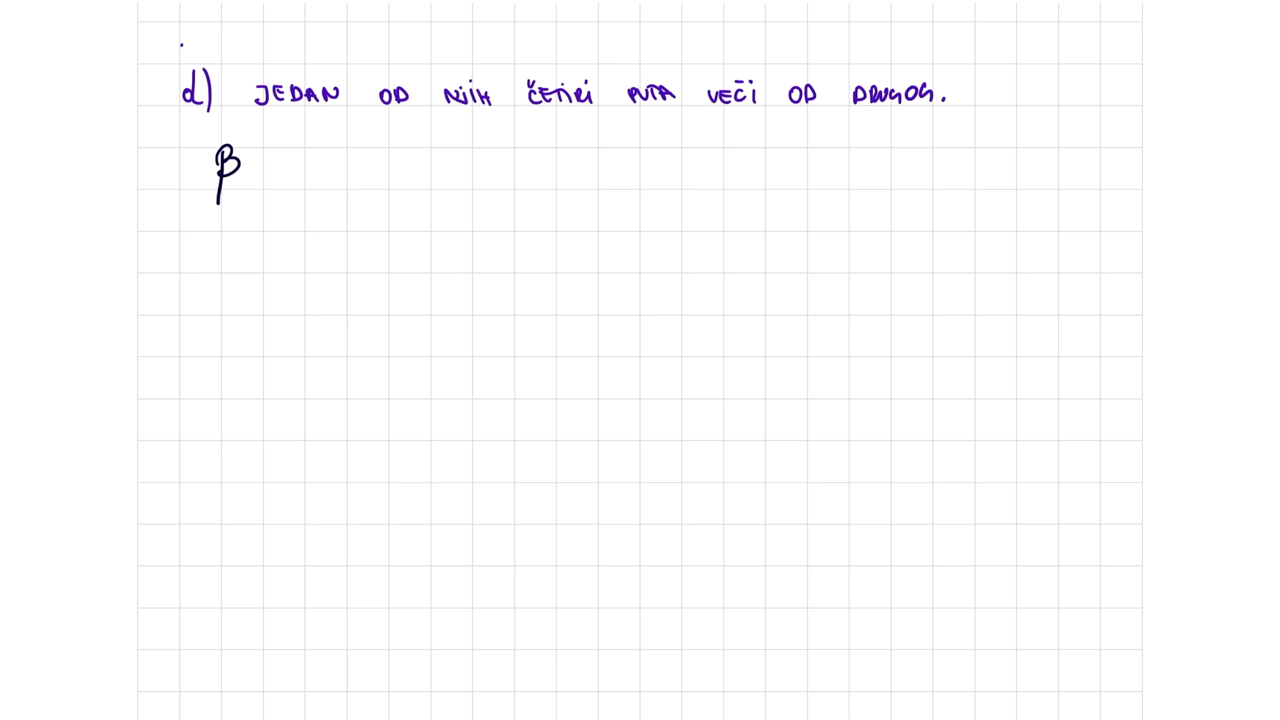 d) JEDAN OD NJIH ČETIRI PUTA VEĆI OD DRUGOG.
β